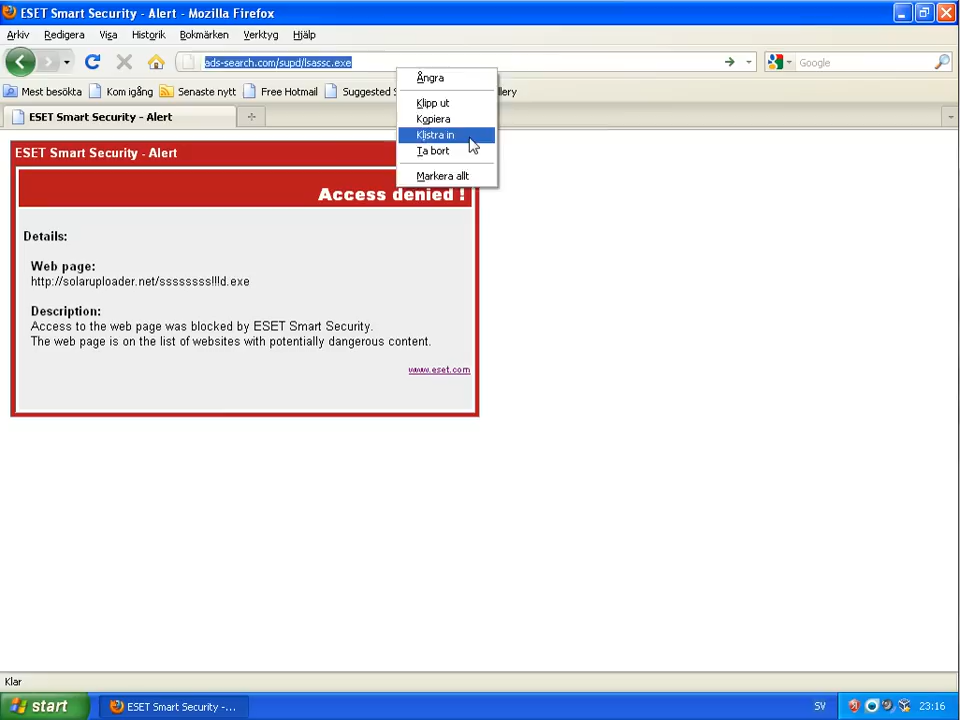 ESET Smart Security - Alert - Mozilla Firefox
Arkiv Redigera Visa Historik Bokmärken Verktyg Hjälp
ads-search.com/supd/lsassc.exe
Google
Mest besökta Kom igång Senaste nytt Free Hotmail Suggested S llery
ESET Smart Security - Alert
Ångra
Klipp ut
Kopiera
Klistra in
Ta bort
Markera allt
ESET Smart Security - Alert
Access denied !
Details:
Web page:
http://solaruploader.net/ssssssss!!!d.exe
Description:
Access to the web page was blocked by ESET Smart Security.
The web page is on the list of websites with potentially dangerous content.
www.eset.com
Klar
start ESET Smart Security -... SV 23:16